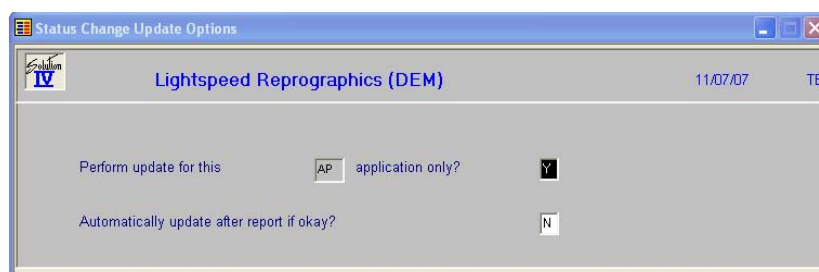 Status Change Update Options
Solution IV
Lightspeed Reprographics (DEM) 11/07/07 TE
Perform update for this AP application only? Y
Automatically update after report if okay? N